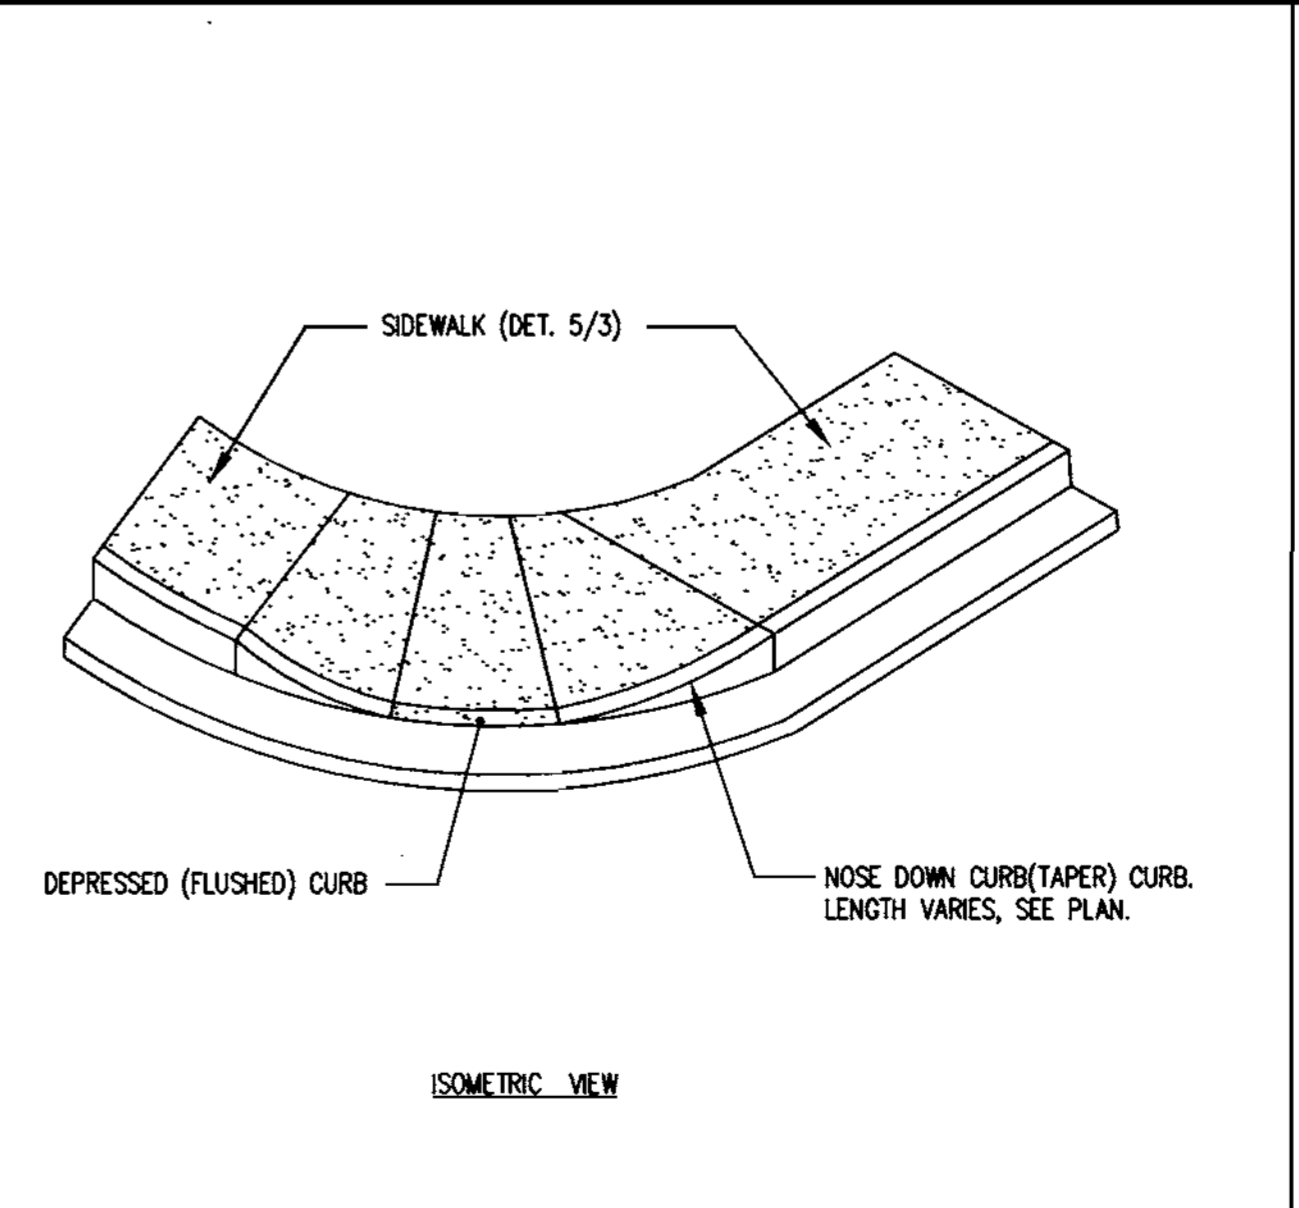 SIDEWALK (DET. 5/3)
DEPRESSED (FLUSHED) CURB
NOSE DOWN CURB(TAPER) CURB.
LENGTH VARIES, SEE PLAN.
ISOMETRIC VIEW